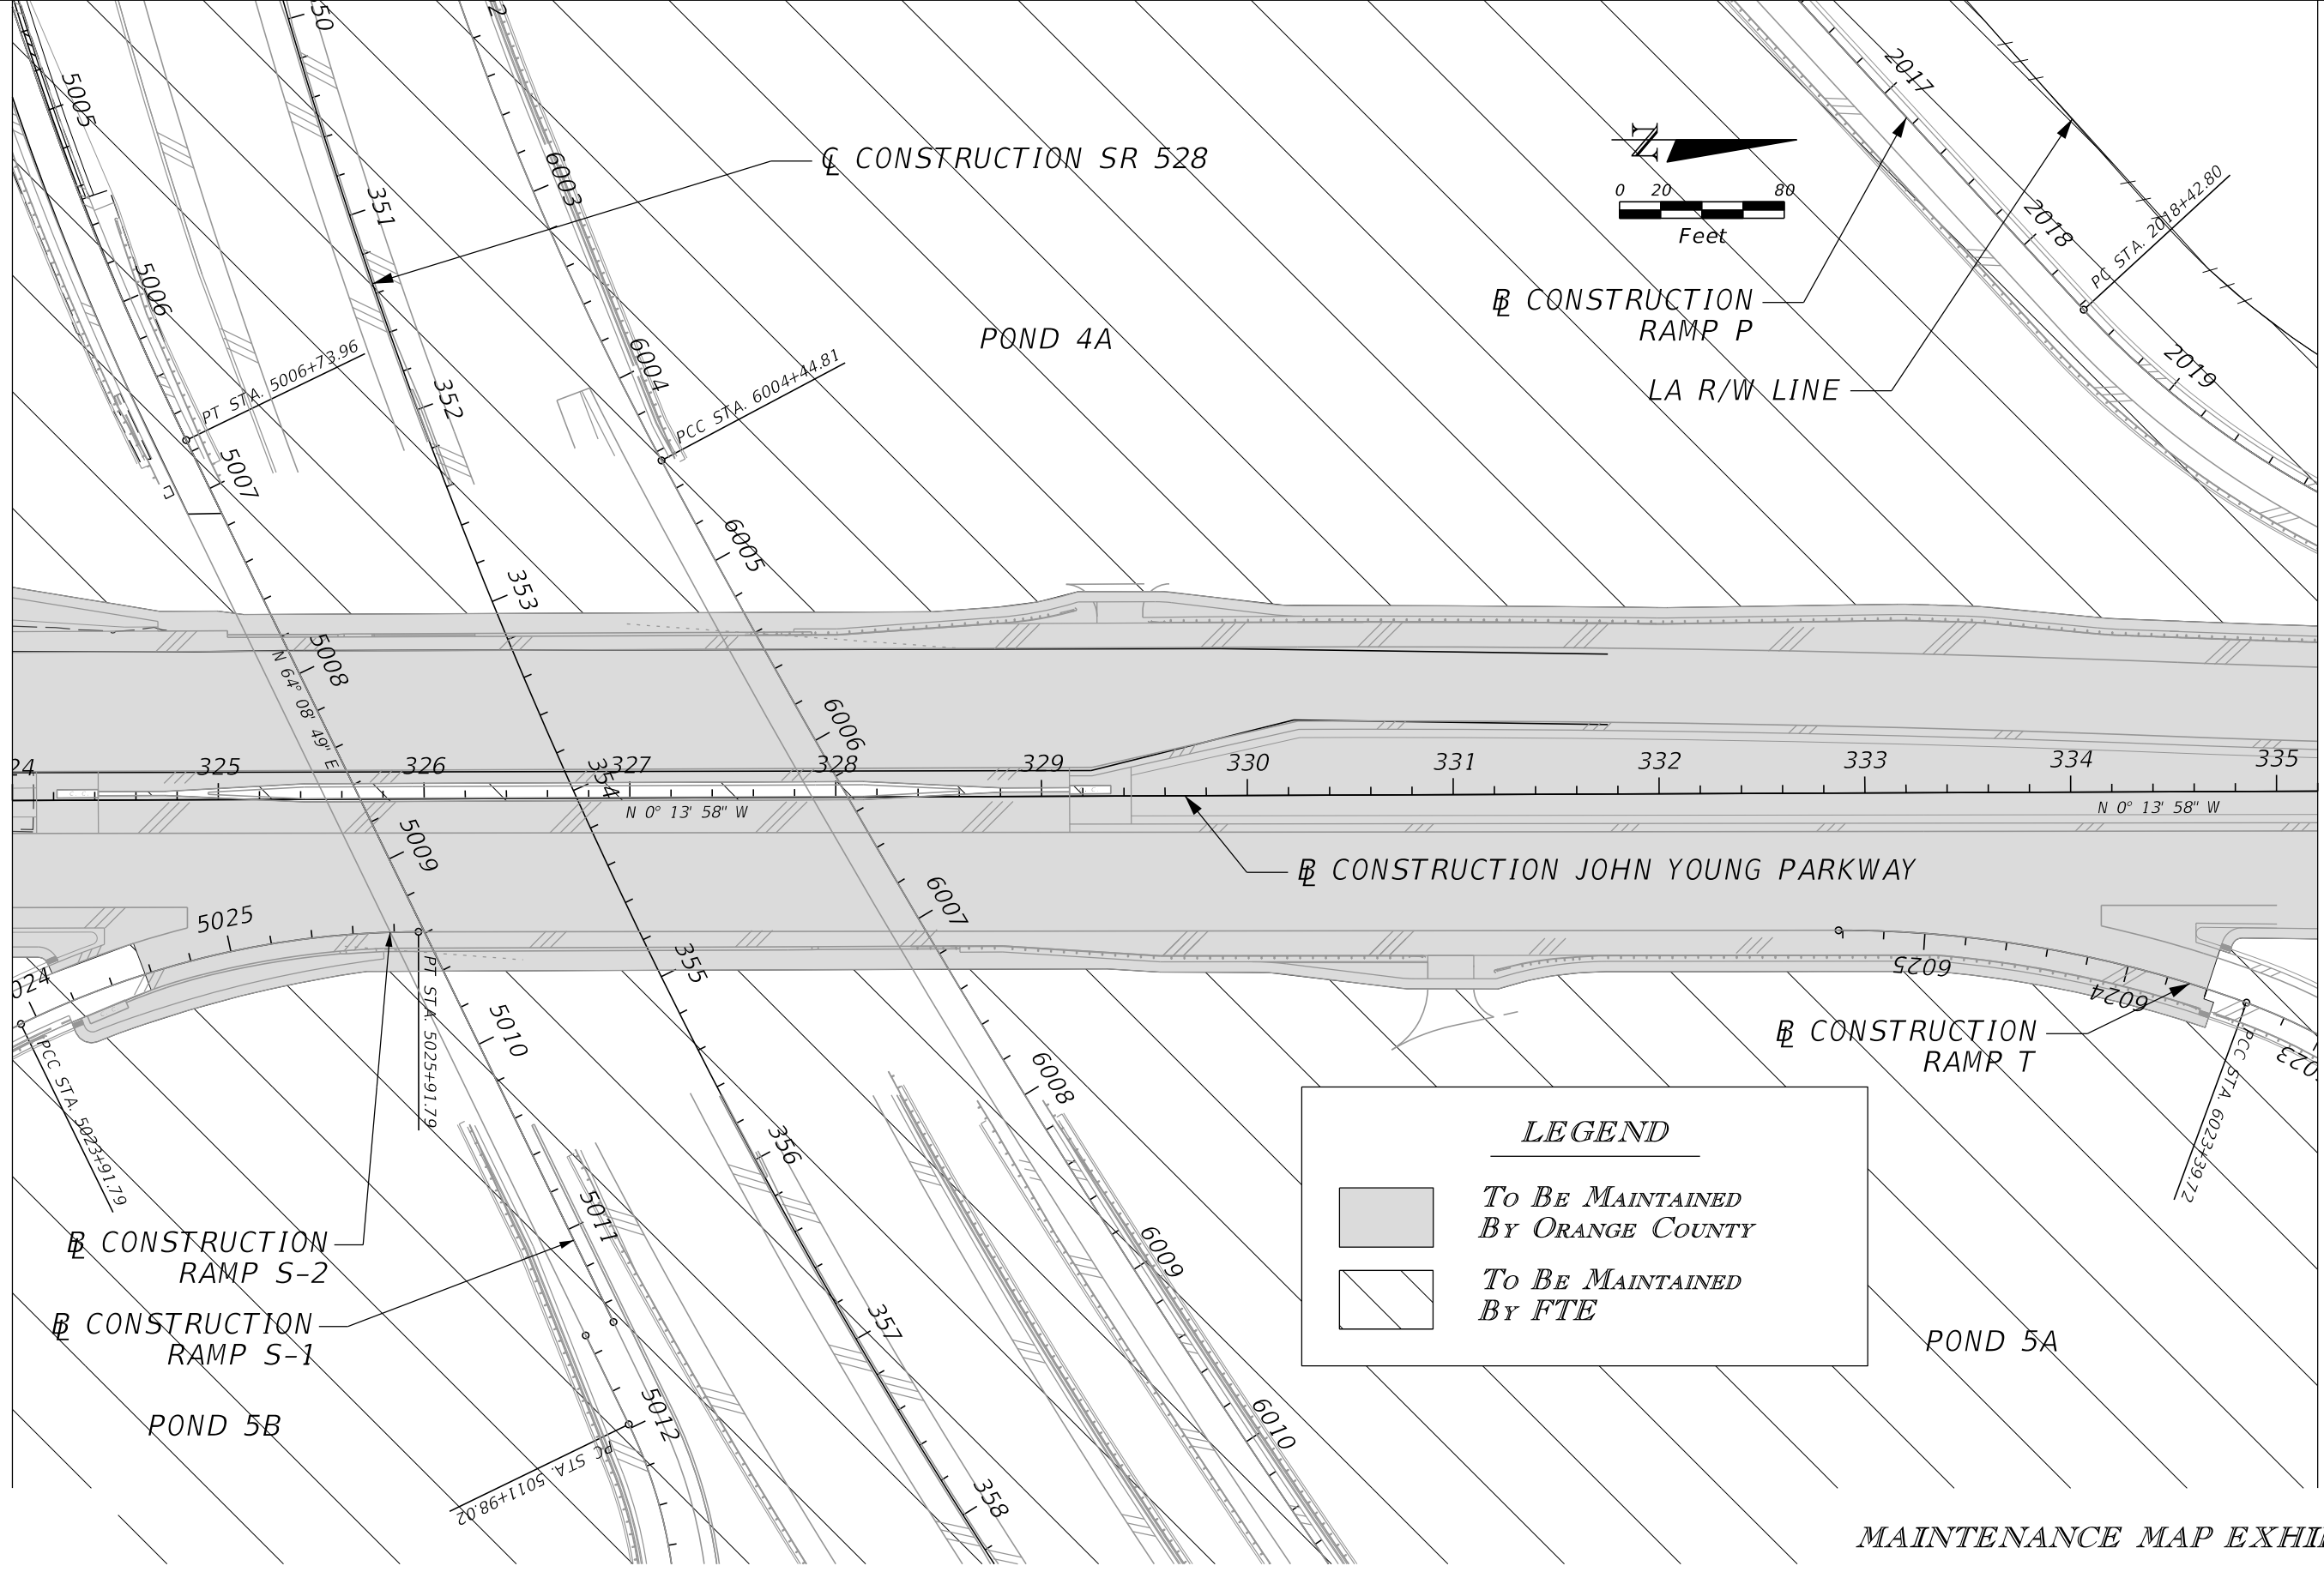 350
2
2017
5005
℄ CONSTRUCTION SR 528
N
6003
351
0 20 80
Feet
2018
PC STA. 2018+42.80
5006
℄ CONSTRUCTION
RAMP P
POND 4A
PT STA. 5006+73.96
6004
PCC STA. 6004+44.81
2019
352
LA R/W LINE
5007
6005
353
5008
N 64° 08' 49" E
6006
24 325 326 327 328 329 330 331 332 333 334 335
354
N 0° 13' 58" W
N 0° 13' 58" W
5009
BL CONSTRUCTION JOHN YOUNG PARKWAY
6007
5025
355
6025
024
6024
PT STA. 5025+91.79
5010
BL CONSTRUCTION
RAMP T
6023
PCC STA. 5023+91.79
PCC STA. 6023+39.72
6008
LEGEND
356
TO BE MAINTAINED
BY ORANGE COUNTY
5011
BL CONSTRUCTION
RAMP S-2
6009
TO BE MAINTAINED
BY FTE
BL CONSTRUCTION
RAMP S-1
357
POND 5A
POND 5B
5012
6010
PC STA. 5011+98.02
358
MAINTENANCE MAP EXHI